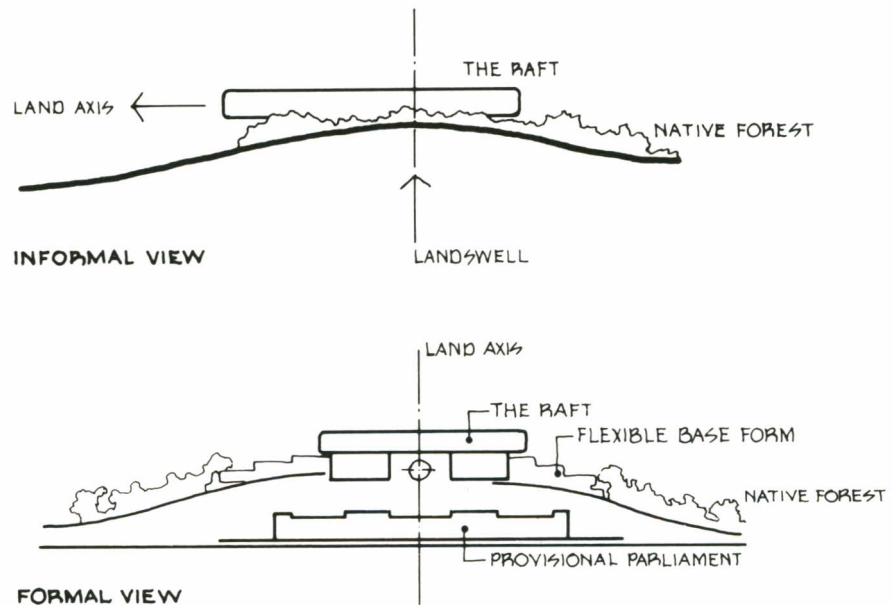 THE RAFT
LAND AXIS
NATIVE FOREST
INFORMAL VIEW
LANDSWELL
LAND AXIS
THE RAFT
FLEXIBLE BASE FORM
NATIVE FOREST
PROVISIONAL PARLIAMENT
FORMAL VIEW